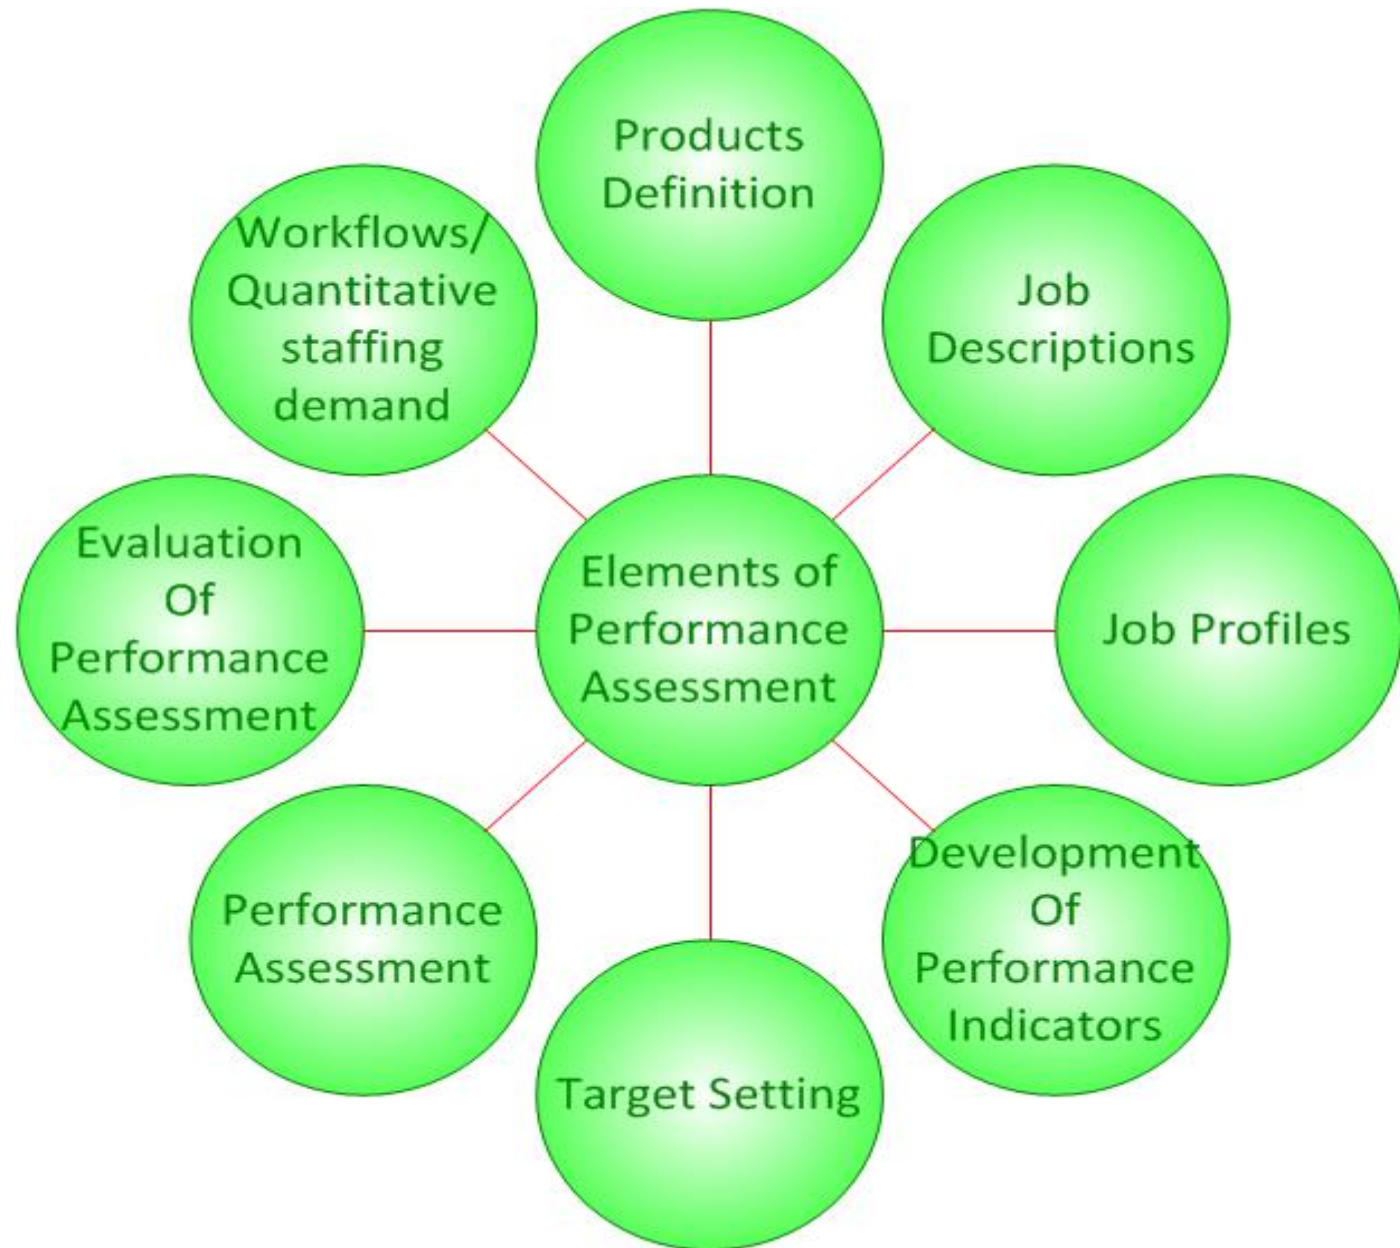 Products
Definition
Workflows/
Quantitative
staffing
demand
Job
Descriptions
Evaluation
Of
Performance
Assessment
Elements of
Performance
Assessment
Job Profiles
Performance
Assessment
Development
Of
Performance
Indicators
Target Setting